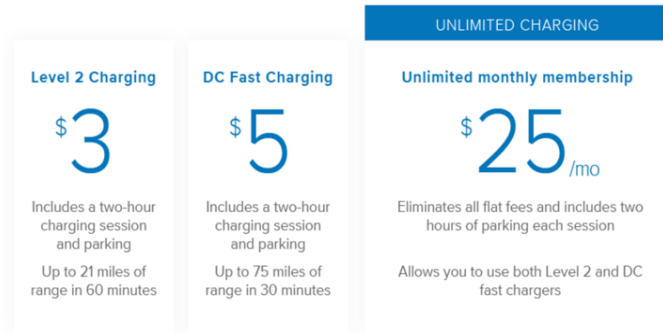 UNLIMITED CHARGING
Level 2 Charging
$3
Includes a two-hour
charging session
and parking
Up to 21 miles of
range in 60 minutes
DC Fast Charging
$5
Includes a two-hour
charging session
and parking
Up to 75 miles of
range in 30 minutes
Unlimited monthly membership
$25/mo
Eliminates all flat fees and includes two
hours of parking each session
Allows you to use both Level 2 and DC
fast chargers